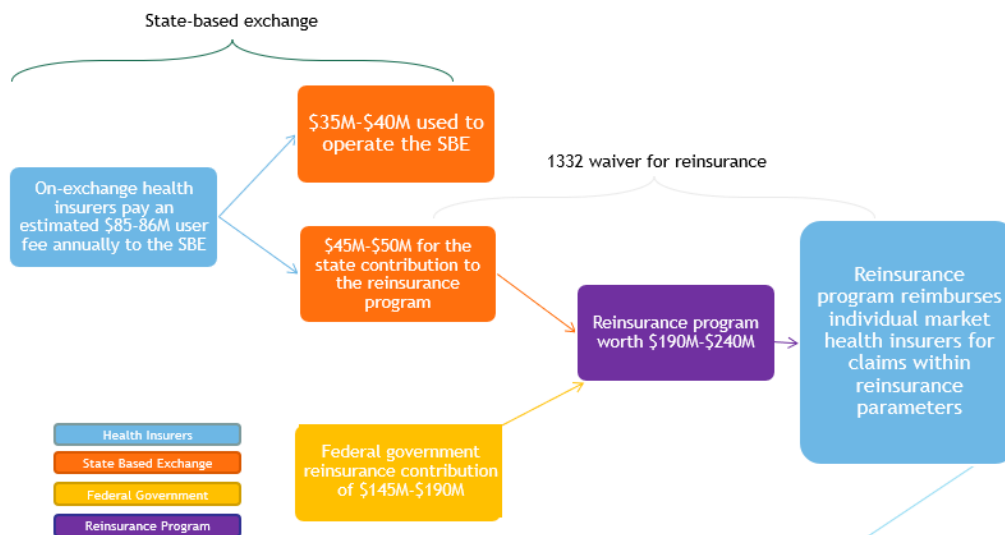 State-based exchange
$35M-$40M used to
operate the SBE
1332 waiver for reinsurance
On-exchange health
insurers pay an
estimated $85-86M user
fee annually to the SBE
$45M-$50M for the
state contribution to
the reinsurance
program
Reinsurance program
worth $190M-$240M
Reinsurance
program reimburses
individual market
health insurers for
claims within
reinsurance
parameters
Federal government
reinsurance contribution
of $145M-$190M
Health Insurers
State Based Exchange
Federal Government
Reinsurance Program